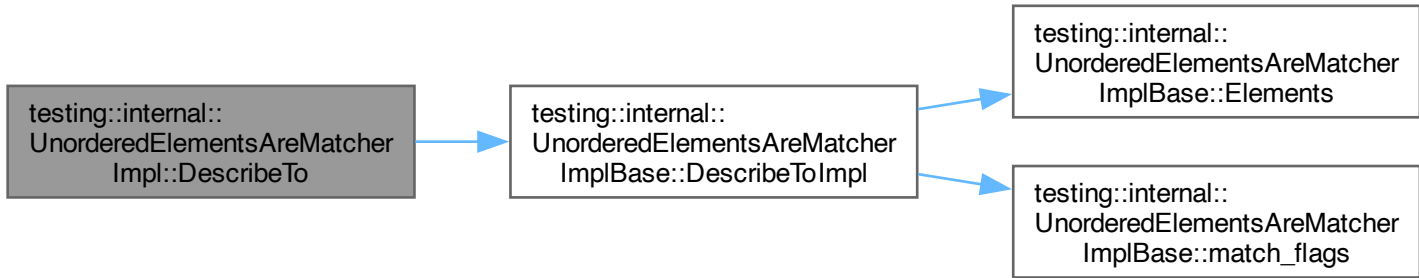 testing::internal::
UnorderedElementsAreMatcher
Impl::DescribeTo
testing::internal::
UnorderedElementsAreMatcher
ImplBase::DescribeToImpl
testing::internal::
UnorderedElementsAreMatcher
ImplBase::Elements
testing::internal::
UnorderedElementsAreMatcher
ImplBase::match_flags